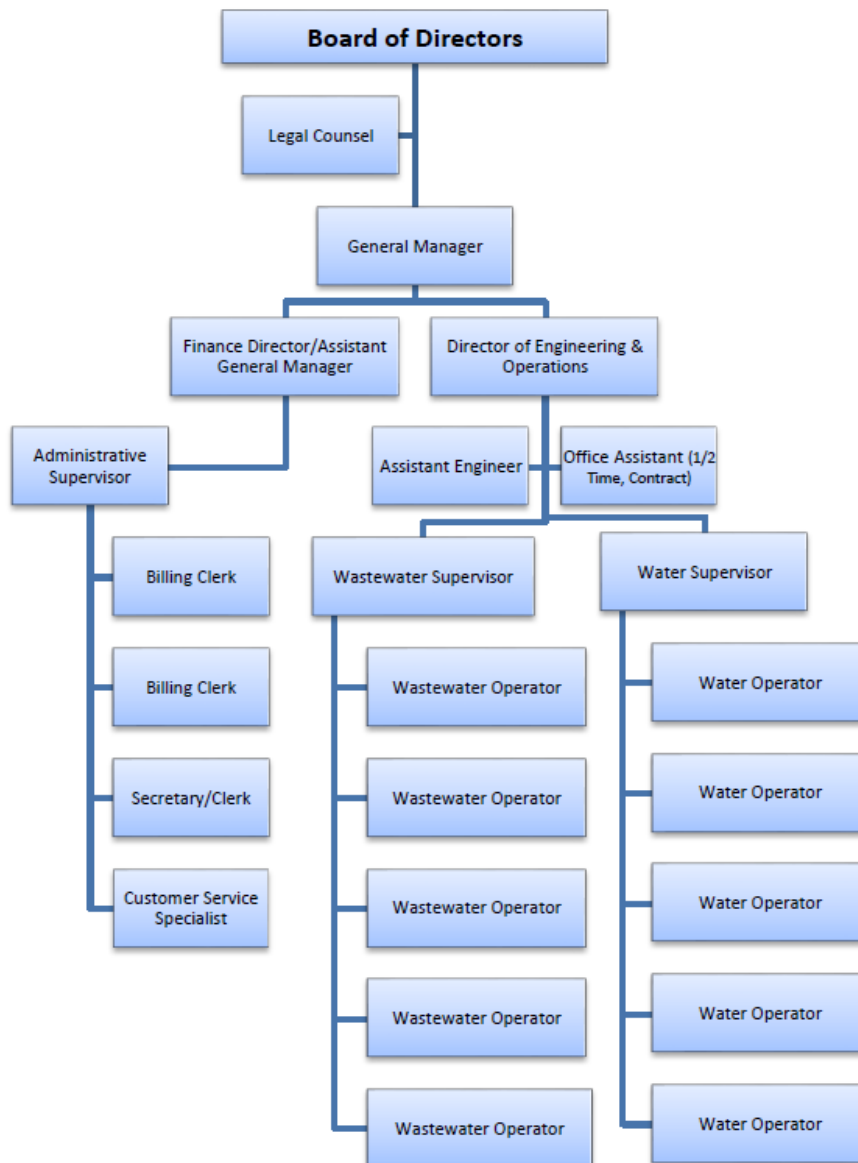 Board of Directors
Legal Counsel
General Manager
Finance Director/Assistant
General Manager
Director of Engineering &
Operations
Administrative
Supervisor
Assistant Engineer
Office Assistant (1/2
Time, Contract)
Billing Clerk
Billing Clerk
Secretary/Clerk
Customer Service
Specialist
Wastewater Supervisor
Wastewater Operator
Wastewater Operator
Wastewater Operator
Wastewater Operator
Wastewater Operator
Water Supervisor
Water Operator
Water Operator
Water Operator
Water Operator
Water Operator